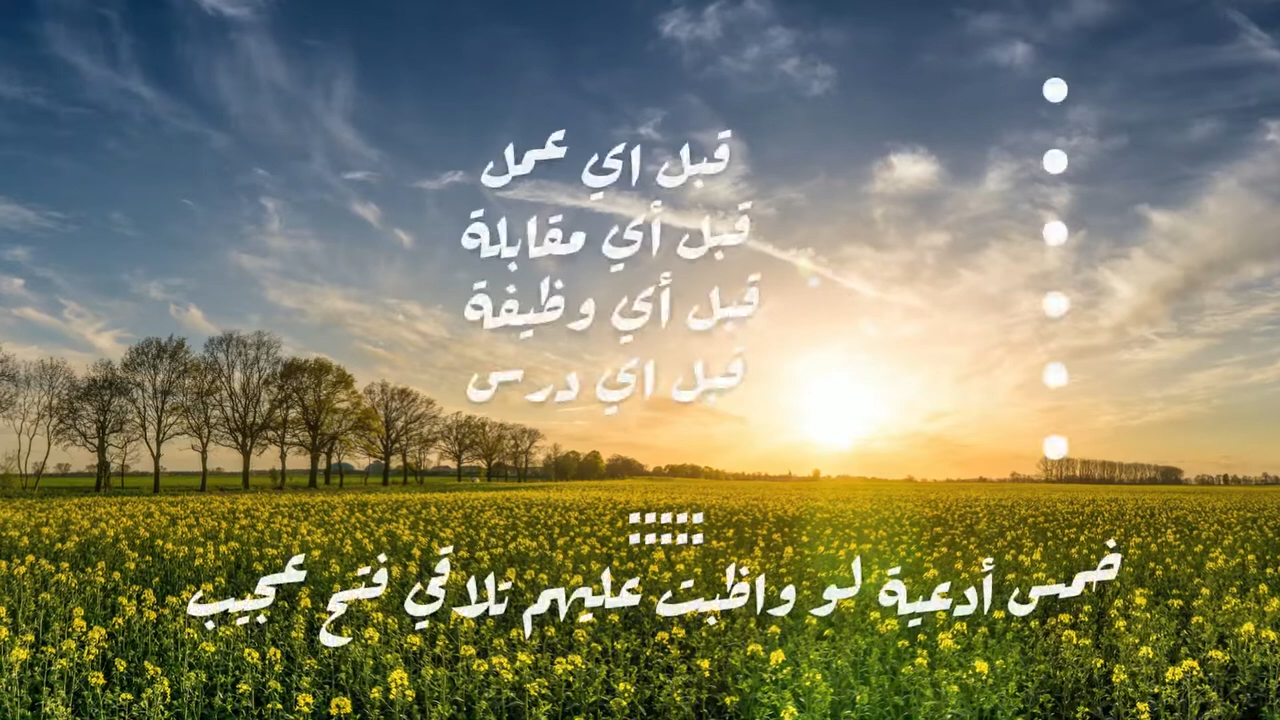 قبل اي عمل
قبل أي مقابلة
قبل أي وظيفة
قبل اي درس
::::: 
خمس أدعية لو واظبت عليهم تلاقي فتح عجيب